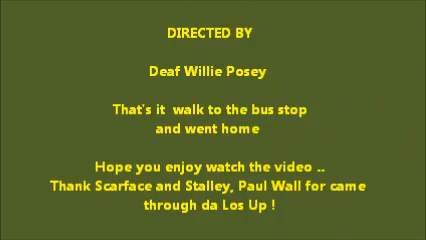 DIRECTED BY
Deaf Willie Posey
That's it walk to the bus stop
and went home
Hope you enjoy watch the video ..
Thank Scarface and Stalley, Paul Wall for came
through da Los Up !